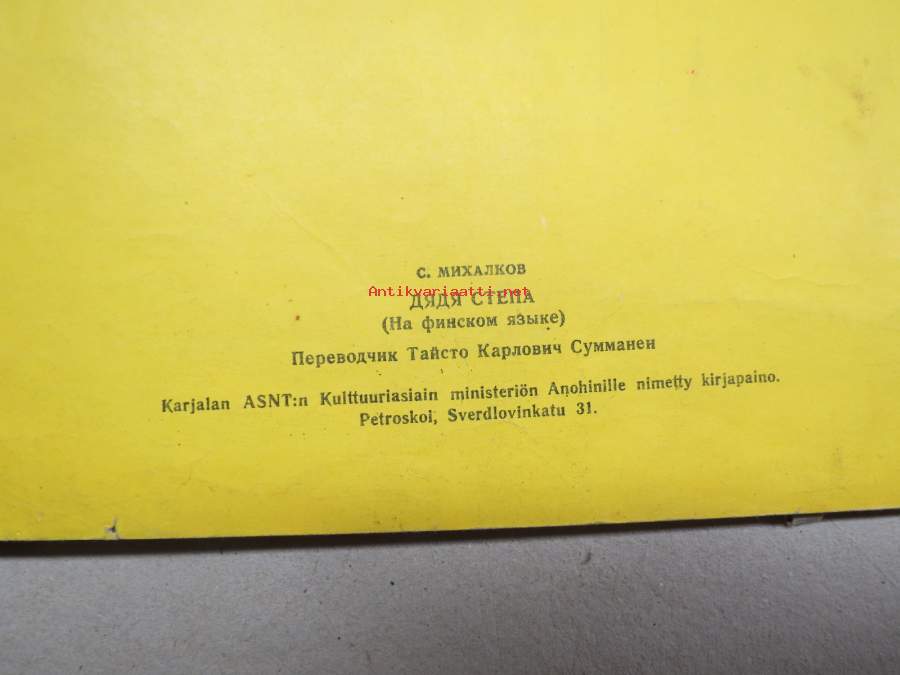 С. МИХАЛКОВ
Antikvariaatti.net
ДЯДЯ СТЕПА
(На финском языке)
Переводчик Тайсто Карлович Сумманен
Karjalan ASNT:n Kulttuuriasiain ministeriön Anohinille nimetty kirjapaino.
Petroskoi, Sverdlovinkatu 31.